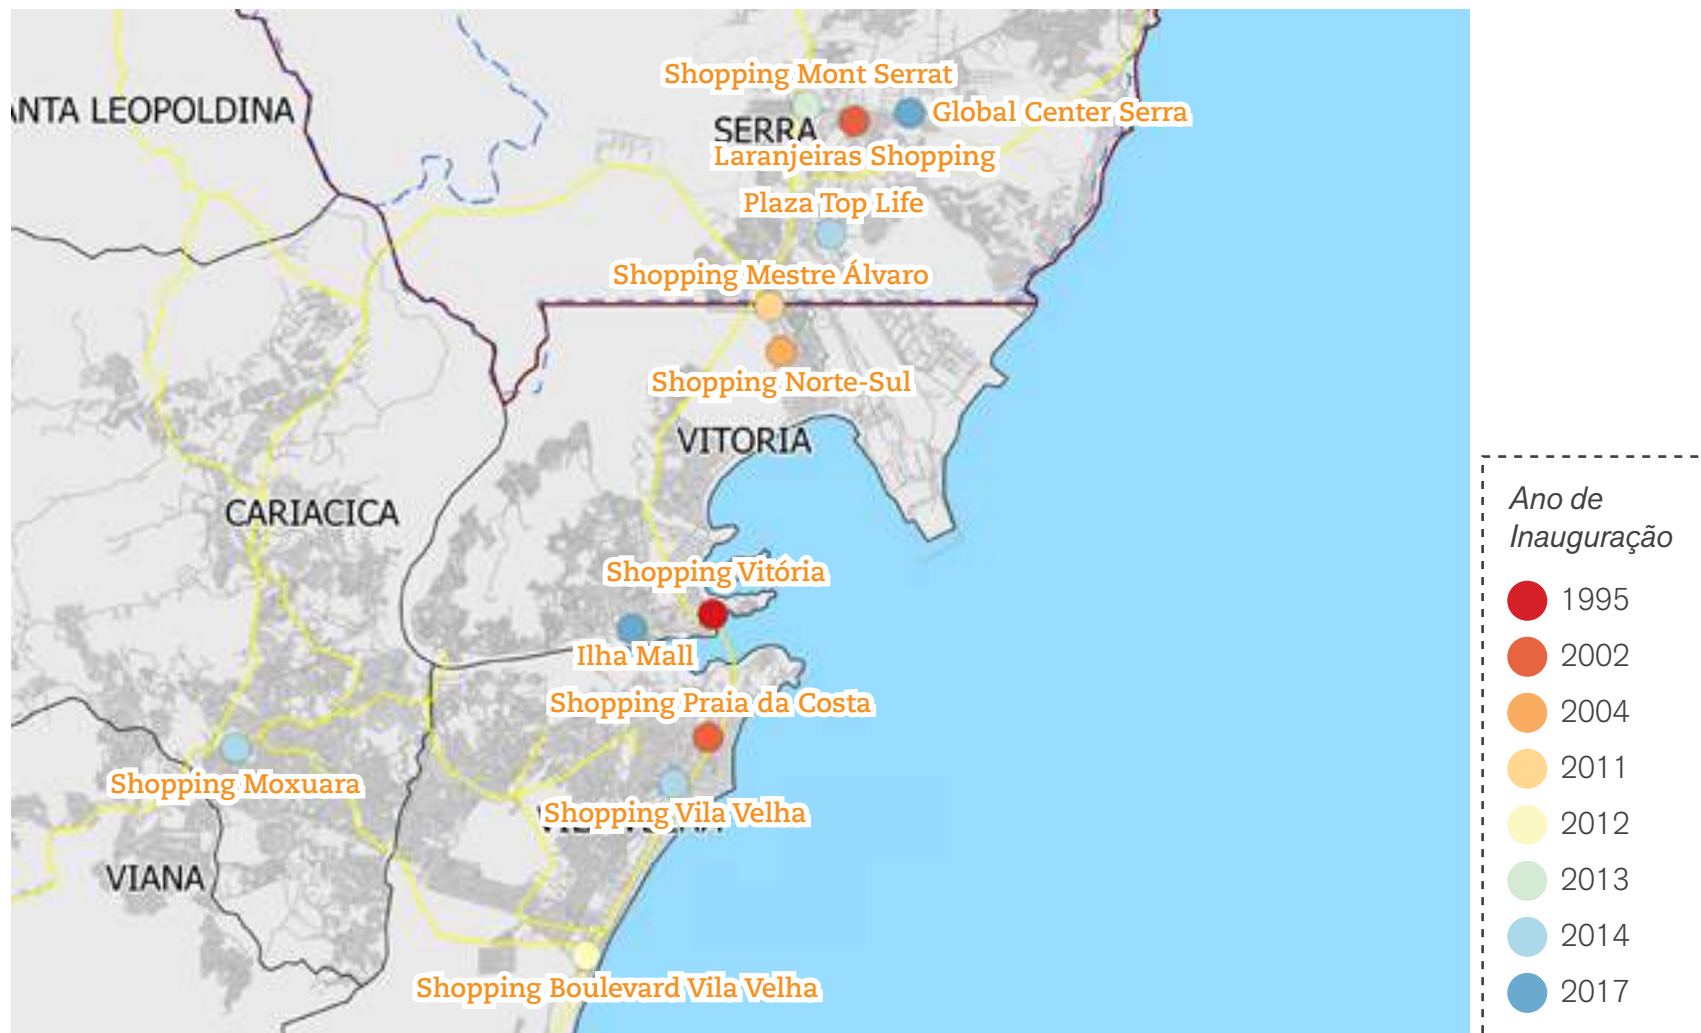 Shopping Mont Serrat
ANTA LEOPOLDINA
Global Center Serra
SERRA
Laranjeiras Shopping
Plaza Top Life
Shopping Mestre Álvaro
Shopping Norte-Sul
VITORIA
CARIACICA
Shopping Vitória
Ilha Mall
Shopping Praia da Costa
Shopping Moxuara
Shopping Vila Velha
VIANA
Shopping Boulevard Vila Velha
Ano de
Inauguração
1995
2002
2004
2011
2012
2013
2014
2017